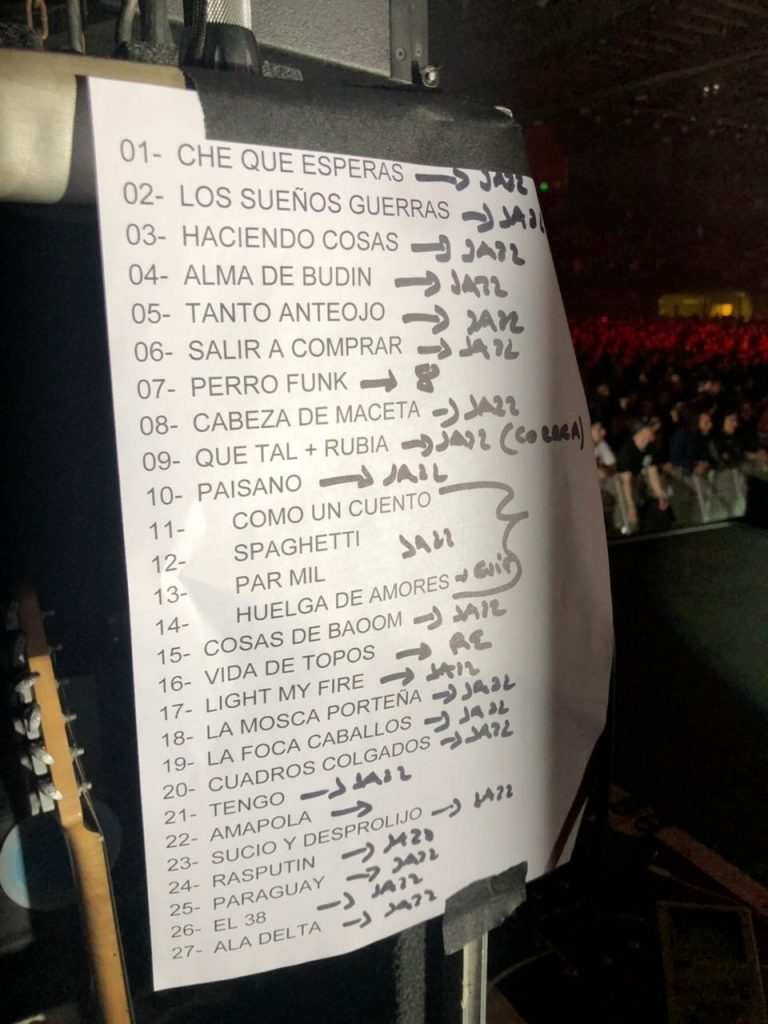 01- CHE QUE ESPERAS → JAZZ
02- LOS SUEÑOS GUERRAS → JAZZ
03- HACIENDO COSAS → JAZZ
04- ALMA DE BUDIN → JAZZ
05- TANTO ANTEOJO → JAZZ
06- SALIR A COMPRAR → JAZZ
07- PERRO FUNK →
08- CABEZA DE MACETA → JAZZ
09- QUE TAL + RUBIA → JAZZ (CORREA)
10- PAISANO → JAZZ
11- COMO UN CUENTO
12- SPAGHETTI JAZZ
13- PAR MIL
14- HUELGA DE AMORES →
15- COSAS DE BAOOM → JAZZ
16- VIDA DE TOPOS → RE
17- LIGHT MY FIRE → JAZZ
18- LA MOSCA PORTEÑA → JAZZ
19- LA FOCA CABALLOS → JAZZ
20- CUADROS COLGADOS → JAZZ
21- TENGO → JAZZ
22- AMAPOLA →
23- SUCIO Y DESPROLIJO → JAZZ
24- RASPUTIN → JAZZ
25- PARAGUAY → JAZZ
26- EL 38 → JAZZ
27- ALA DELTA → JAZZ